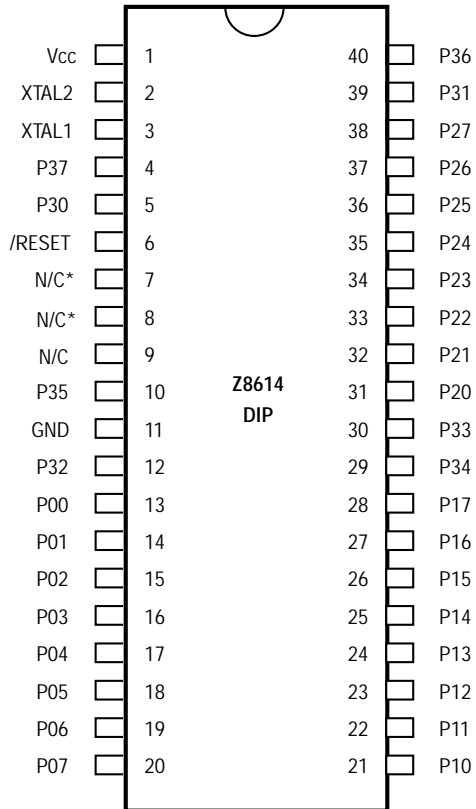 Vcc 1 40 P36
XTAL2 2 39 P31
XTAL1 3 38 P27
P37 4 37 P26
P30 5 36 P25
/RESET 6 35 P24
N/C* 7 34 P23
N/C* 8 33 P22
N/C 9 32 P21
P35 10 Z8614 31 P20
GND 11 DIP 30 P33
P32 12 29 P34
P00 13 28 P17
P01 14 27 P16
P02 15 26 P15
P03 16 25 P14
P04 17 24 P13
P05 18 23 P12
P06 19 22 P11
P07 20 21 P10